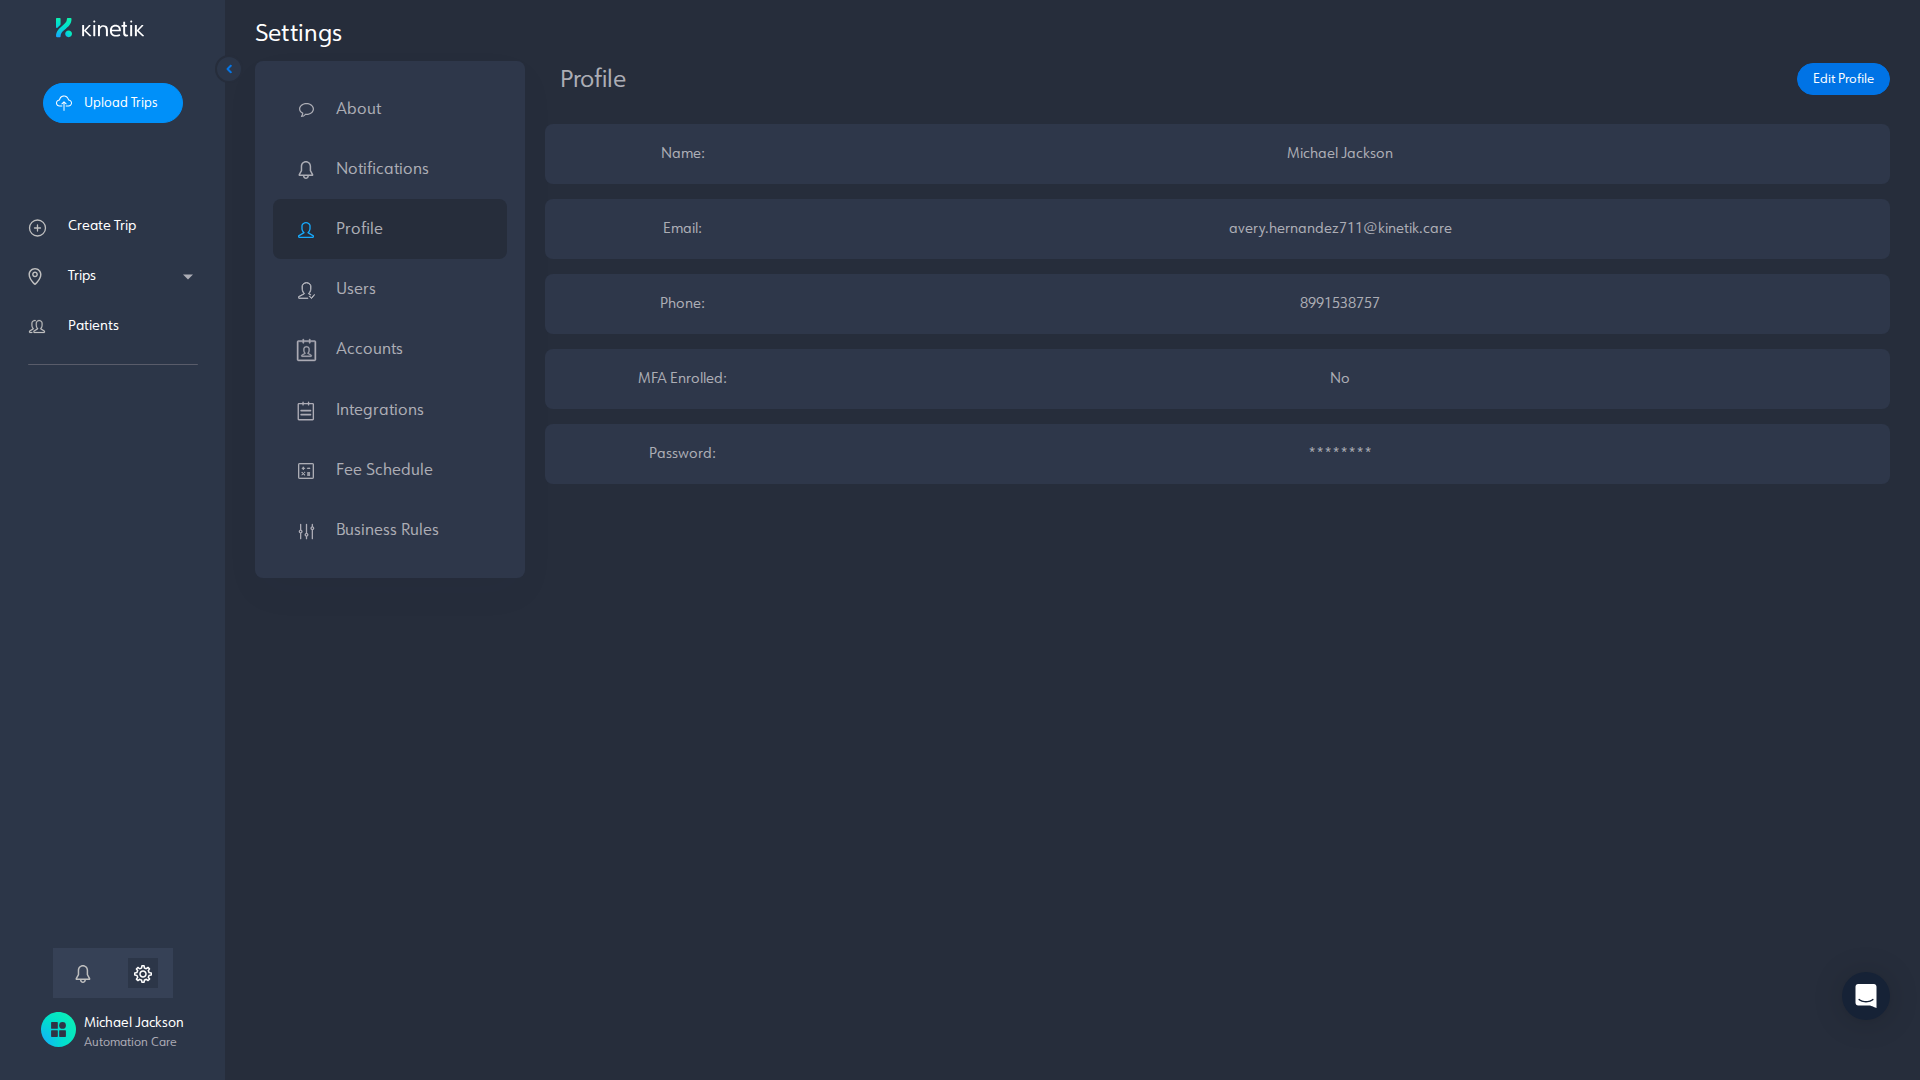 kinetik
Upload Trips
Create Trip
Trips
Patients
Michael Jackson
Automation Care
Settings
About
Notifications
Profile
Users
Accounts
Integrations
Fee Schedule
Business Rules
Profile
Edit Profile
Name: Michael Jackson
Email: avery.hernandez711@kinetik.care
Phone: 8991538757
MFA Enrolled: No
Password: ********